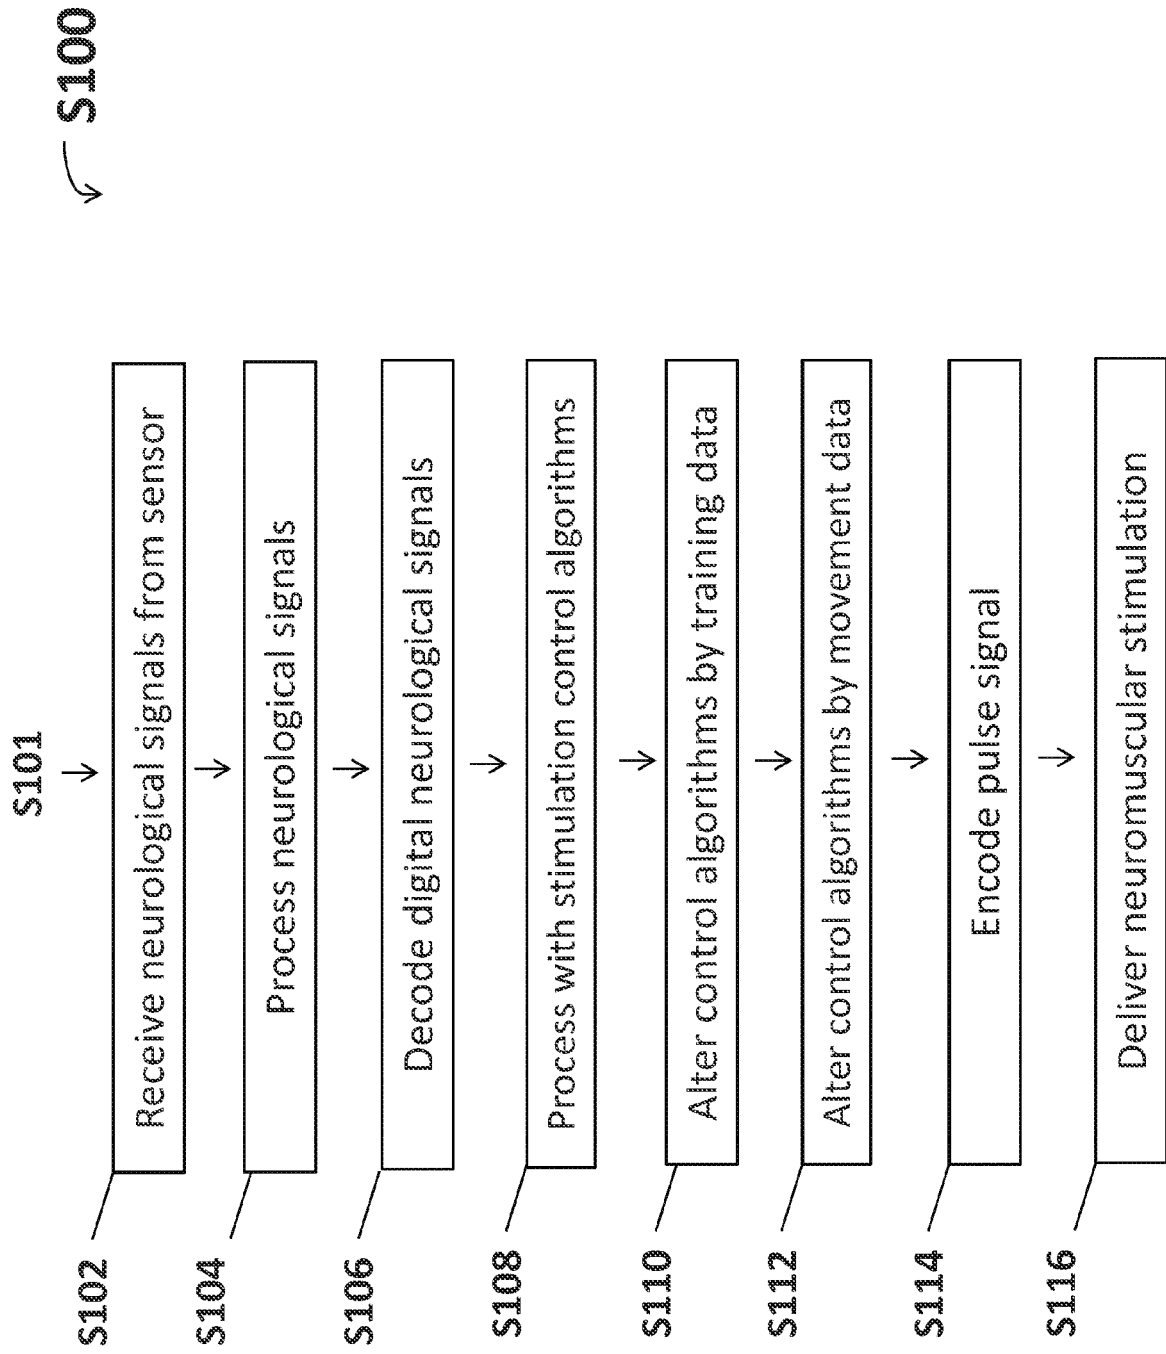 S100
S101
S102
Receive neurological signals from sensor
S104
Process neurological signals
S106
Decode digital neurological signals
S108
Process with stimulation control algorithms
S110
Alter control algorithms by training data
S112
Alter control algorithms by movement data
S114
Encode pulse signal
S116
Deliver neuromuscular stimulation